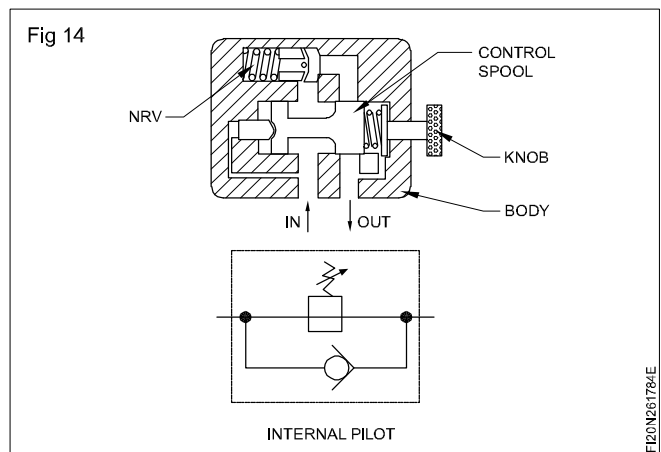 Fig 14
CONTROL
SPOOL
NRV
KNOB
BODY
IN
OUT
INTERNAL PILOT
FI20N261784E